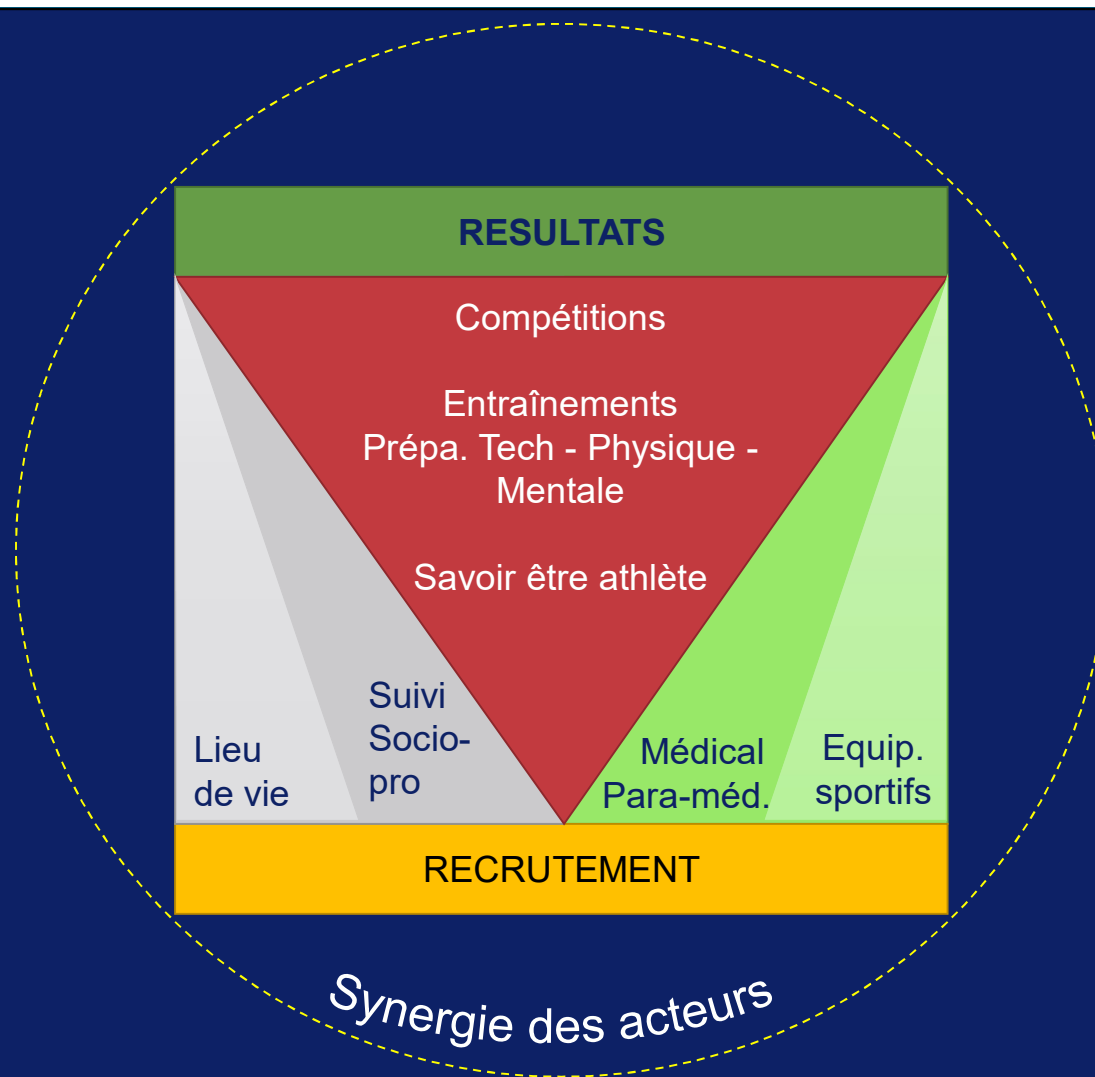 RESULTATS
Compétitions
Entraînements
Prépa. Tech - Physique -
Mentale
Savoir être athlète
Suivi
Socio-
pro
Lieu
de vie
Médical
Para-méd.
Equip.
sportifs
RECRUTEMENT
Synergie des acteurs